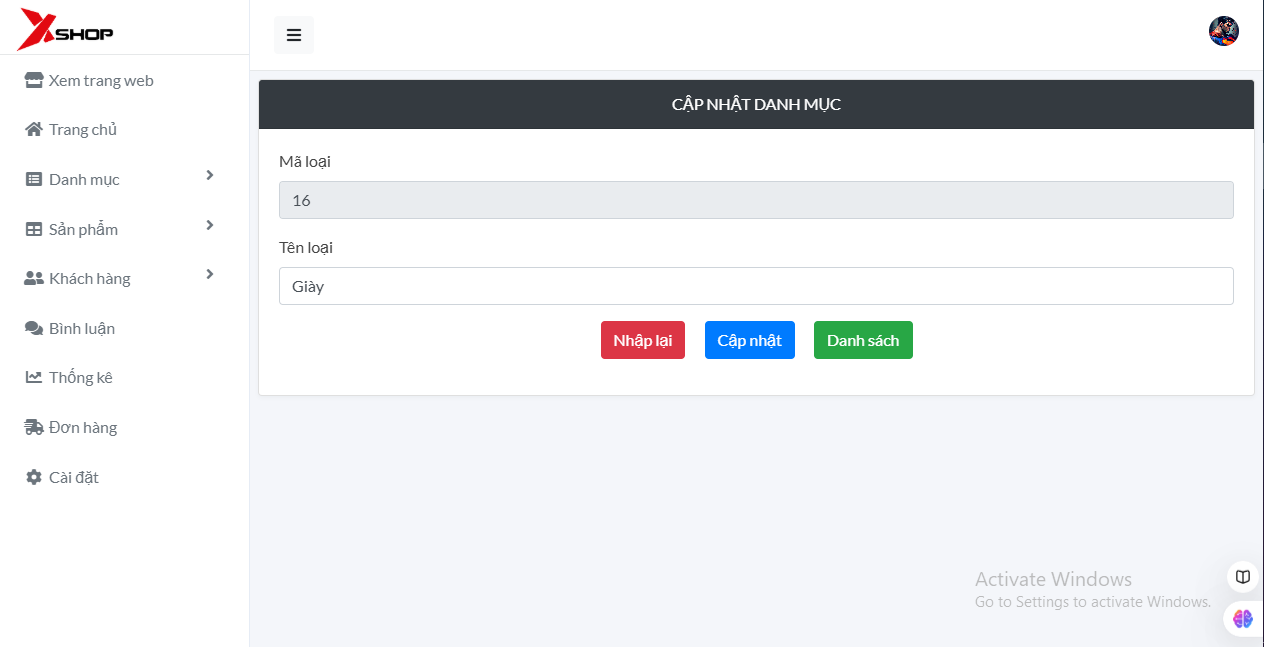 XSHOP
Xem trang web
Trang chủ
Danh mục
Sản phẩm
Khách hàng
Bình luận
Thống kê
Đơn hàng
Cài đặt
CẬP NHẬT DANH MỤC
Mã loại
16
Tên loại
Giày
Nhập lại Cập nhật Danh sách
Activate Windows
Go to Settings to activate Windows.